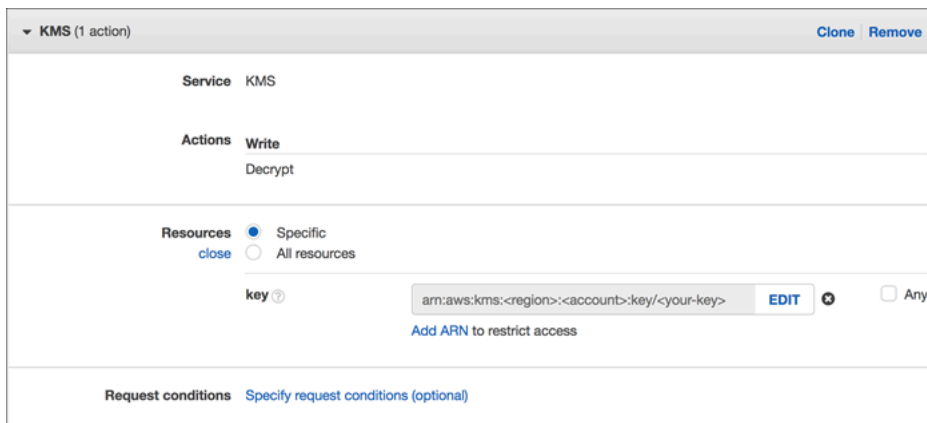 KMS (1 action) Clone Remove
Service KMS
Actions Write
Decrypt
Resources Specific
close All resources
key ? arn:aws:kms:<region>:<account>:key/<your-key> EDIT Any
Add ARN to restrict access
Request conditions Specify request conditions (optional)